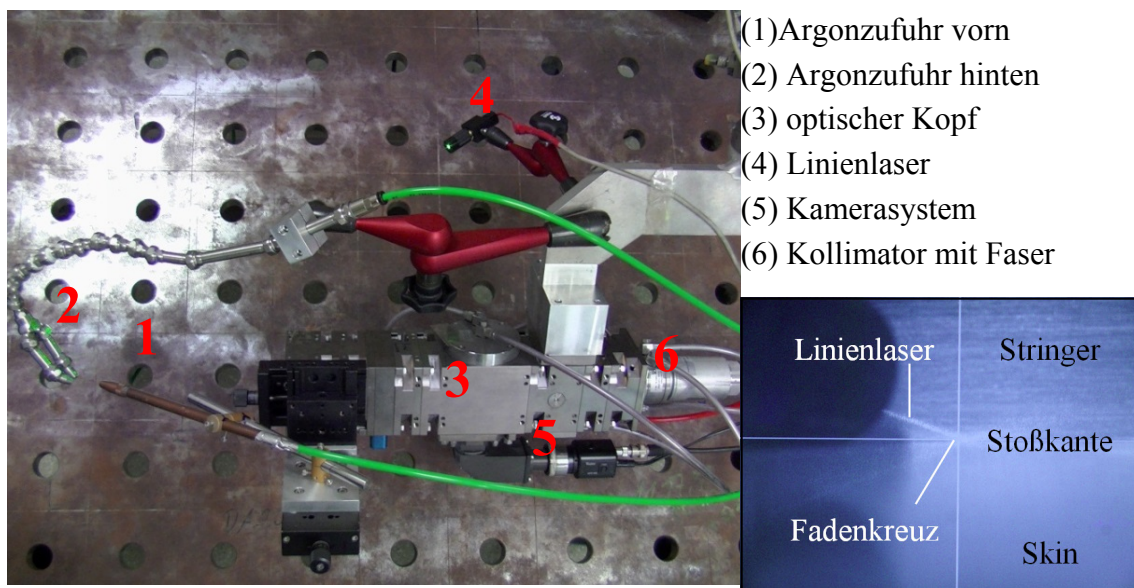 (1)Argonzufuhr vorn
(2) Argonzufuhr hinten
(3) optischer Kopf
(4) Linienlaser
(5) Kamerasystem
(6) Kollimator mit Faser
4
2
1
3
6
5
Linienlaser
Stringer
Stoßkante
Fadenkreuz
Skin